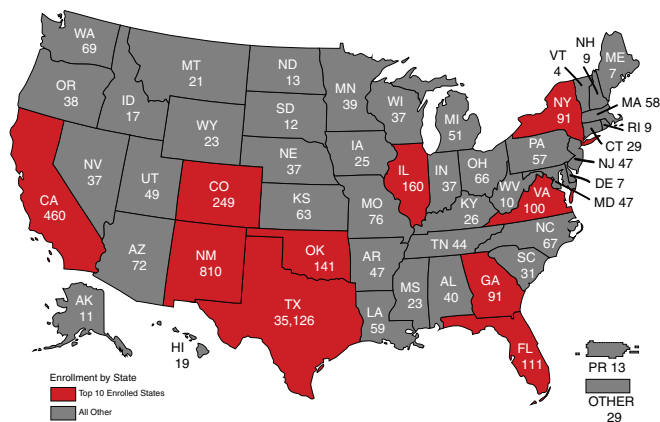 WA
69
OR
38
CA
460
NV
37
ID
17
MT
21
WY
23
UT
49
AZ
72
CO
249
NM
810
ND
13
SD
12
NE
37
KS
63
OK
141
TX
35,126
MN
39
IA
25
MO
76
AR
47
LA
59
WI
37
IL
160
MI
51
IN
37
OH
66
KY
26
TN 44
MS
23
AL
40
GA
91
FL
111
SC
31
NC
67
VA
100
WV
10
PA
57
NY
91
VT
4
NH
9
ME
7
MA 58
RI 9
CT 29
NJ 47
DE 7
MD 47
AK
11
HI
19
PR 13
OTHER
29
Enrollment by State
Top 10 Enrolled States
All Other